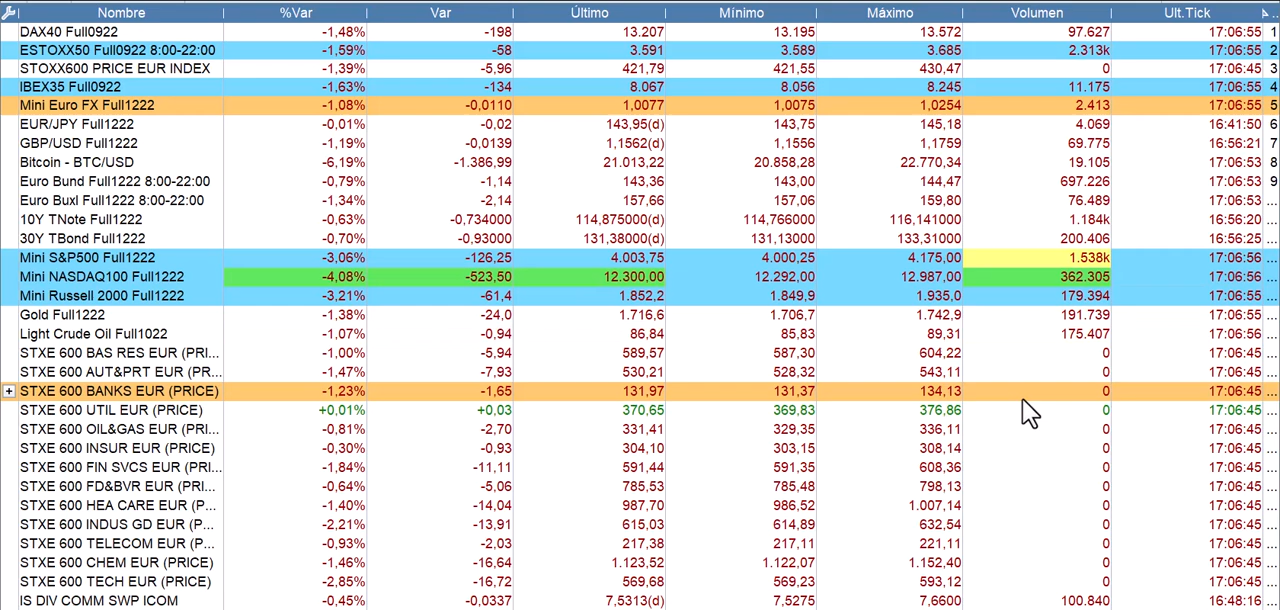 Nombre %Var Var Último Mínimo Máximo Volumen Ult.Tick
DAX40 Full0922 -1,48% -198 13.207 13.195 13.572 97.627 17:06:55 1
ESTOXX50 Full0922 8:00-22:00 -1,59% -58 3.591 3.589 3.685 2.313k 17:06:55 2
STOXX600 PRICE EUR INDEX -1,39% -5,96 421,79 421,55 430,47 0 17:06:45 3
IBEX35 Full0922 -1,63% -134 8.067 8.056 8.245 11.175 17:06:55 4
Mini Euro FX Full1222 -1,08% -0,0110 1,0077 1,0075 1,0254 2.413 17:06:55 5
EUR/JPY Full1222 -0,01% -0,02 143,95(d) 143,75 145,18 4.069 16:41:50 6
GBP/USD Full1222 -1,19% -0,0139 1,1562(d) 1,1556 1,1759 69.775 16:56:21 7
Bitcoin - BTC/USD -6,19% -1.386,99 21.013,22 20.858,28 22.770,34 19.105 17:06:53 8
Euro Bund Full1222 8:00-22:00 -0,79% -1,14 143,36 143,00 144,47 697.226 17:06:53 9
Euro Buxl Full1222 8:00-22:00 -1,34% -2,14 157,66 157,06 159,80 76.489 17:06:53 ...
10Y TNote Full1222 -0,63% -0,734000 114,875000(d) 114,766000 116,141000 1.184k 16:56:20 ...
30Y TBond Full1222 -0,70% -0,93000 131,38000(d) 131,13000 133,31000 200.406 16:56:25 ...
Mini S&P500 Full1222 -3,06% -126,25 4.003,75 4.000,25 4.175,00 1.538k 17:06:56 ...
Mini NASDAQ100 Full1222 -4,08% -523,50 12.300,00 12.292,00 12.987,00 362.305 17:06:56 ...
Mini Russell 2000 Full1222 -3,21% -61,4 1.852,2 1.849,9 1.935,0 179.394 17:06:56 ...
Gold Full1222 -1,38% -24,0 1.716,6 1.706,7 1.742,9 191.739 17:06:55 ...
Light Crude Oil Full1022 -1,07% -0,94 86,84 85,83 89,31 175.407 17:06:56 ...
STXE 600 BAS RES EUR (PRI... -1,00% -5,94 589,57 587,30 604,22 0 17:06:45 ...
STXE 600 AUT&PRT EUR (PR... -1,47% -7,93 530,21 528,32 543,11 0 17:06:45 ...
STXE 600 BANKS EUR (PRICE) -1,23% -1,65 131,97 131,37 134,13 0 17:06:45 ...
STXE 600 UTIL EUR (PRICE) +0,01% +0,03 370,65 369,83 376,86 0 17:06:45 ...
STXE 600 OIL&GAS EUR (PRI... -0,81% -2,70 331,41 329,35 336,11 0 17:06:45 ...
STXE 600 INSUR EUR (PRICE) -0,30% -0,93 304,10 303,15 308,14 0 17:06:45 ...
STXE 600 FIN SVCS EUR (PRI... -1,84% -11,11 591,44 591,35 608,36 0 17:06:45 ...
STXE 600 FD&BVR EUR (PRI... -0,64% -5,06 785,53 785,48 798,13 0 17:06:45 ...
STXE 600 HEA CARE EUR (P... -1,40% -14,04 987,70 986,52 1.007,14 0 17:06:45 ...
STXE 600 INDUS GD EUR (P... -2,21% -13,91 615,03 614,89 632,54 0 17:06:45 ...
STXE 600 TELECOM EUR (P... -0,93% -2,03 217,38 217,11 221,11 0 17:06:45 ...
STXE 600 CHEM EUR (PRICE) -1,46% -16,64 1.123,52 1.122,07 1.152,40 0 17:06:45 ...
STXE 600 TECH EUR (PRICE) -2,85% -16,72 569,68 569,23 593,12 0 17:06:45 ...
IS DIV COMM SWP ICOM -0,45% -0,0337 7,5313(d) 7,5275 7,6600 100.840 16:48:16 ...